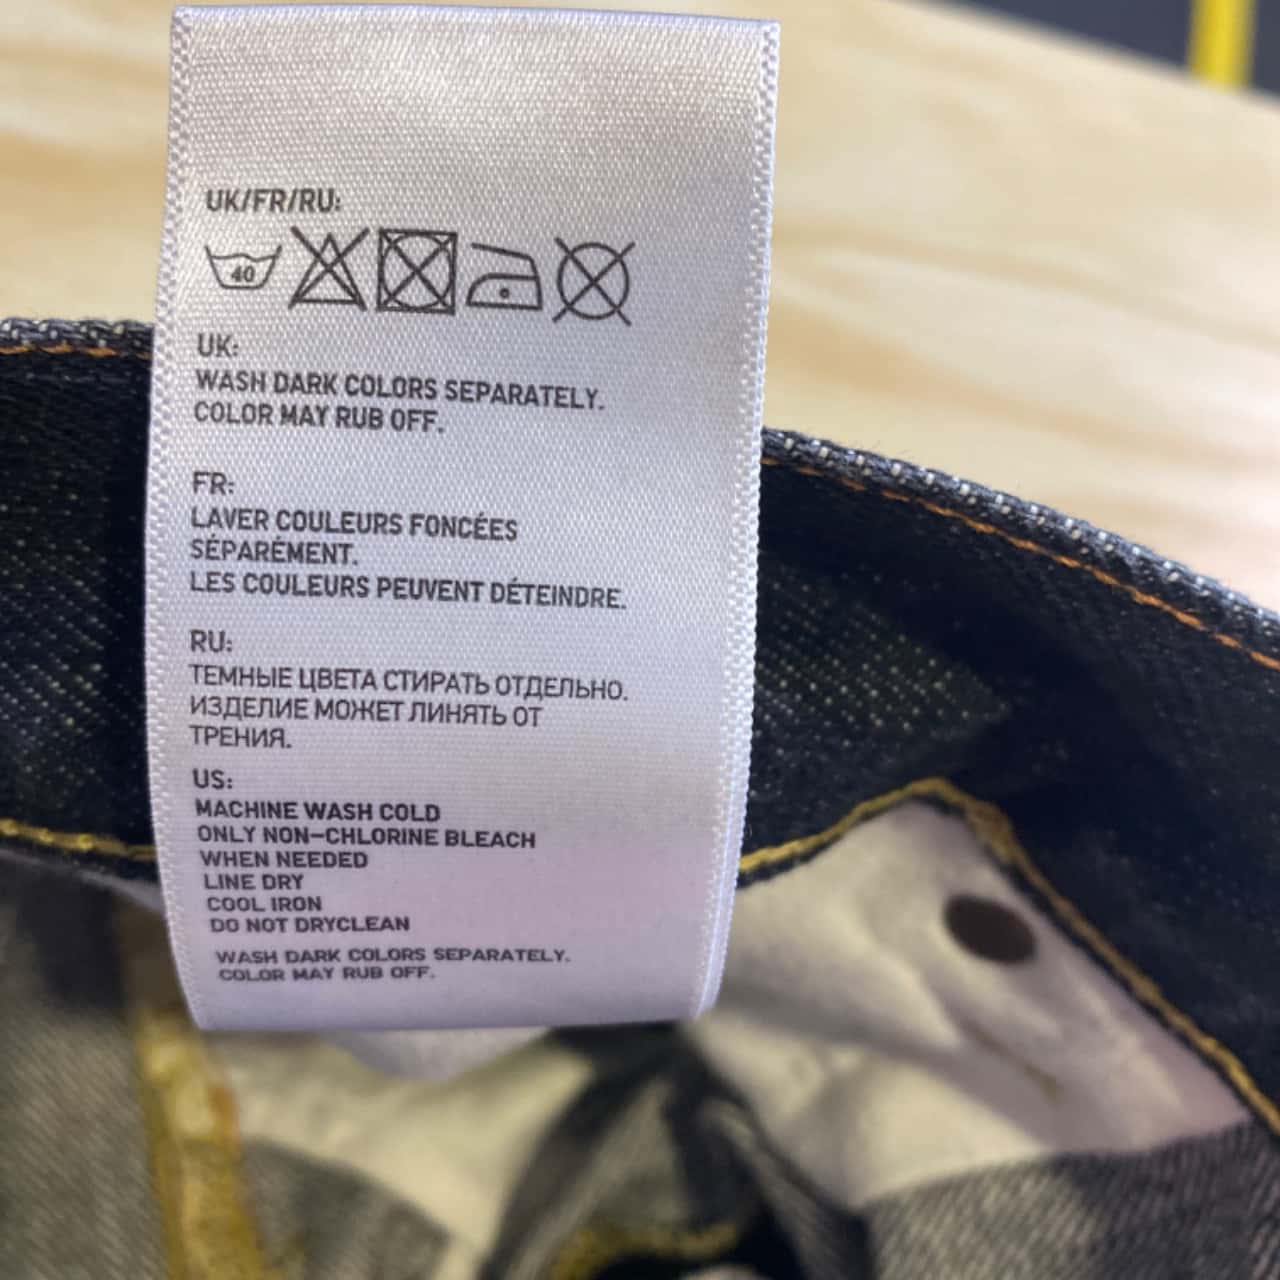 UK/FR/RU:
40
UK:
WASH DARK COLORS SEPARATELY.
COLOR MAY RUB OFF.
FR:
LAVER COULEURS FONCÉES
SÉPARÉMENT.
LES COULEURS PEUVENT DÉTEINDRE.
RU:
ТЕМНЫЕ ЦВЕТА СТИРАТЬ ОТДЕЛЬНО.
ИЗДЕЛИЕ МОЖЕТ ЛИНЯТЬ ОТ
ТРЕНИЯ.
US:
MACHINE WASH COLD
ONLY NON-CHLORINE BLEACH
WHEN NEEDED
LINE DRY
COOL IRON
DO NOT DRYCLEAN
WASH DARK COLORS SEPARATELY.
COLOR MAY RUB OFF.